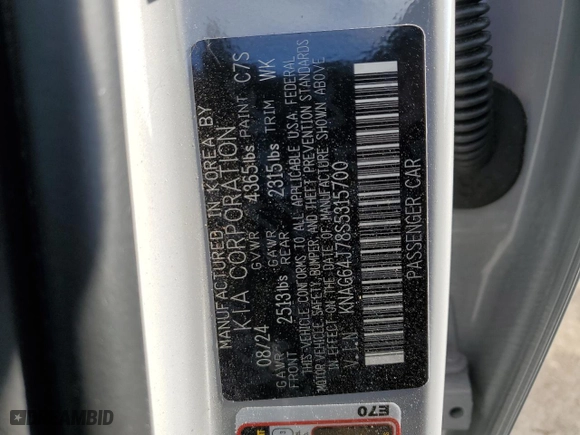 MANUFACTURED IN KOREA BY
KIA CORPORATION
08/24 GVWR 4365lbs PAINT C7S
GAWR FRONT 2513lbs GAWR REAR 2315lbs TRIM WK
THIS VEHICLE CONFORMS TO ALL APPLICABLE U.S.A. FEDERAL
MOTOR VEHICLE SAFETY, BUMPER, AND THEFT PREVENTION STANDARDS
IN EFFECT ON THE DATE OF MANUFACTURE SHOWN ABOVE.
V.I.N. KNAG64J78S5315700
PASSENGER CAR
E70